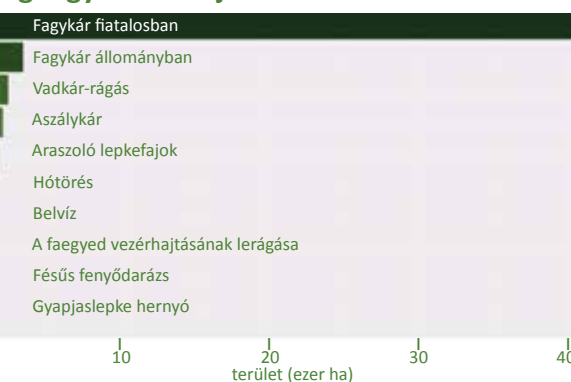 Fagykár fiatalosban
Fagykár állományban
Vadkár-rágás
Aszálykár
Araszoló lepkefajok
Hótörés
Belvíz
A faegyed vezérhajtásának lerágása
Fésűs fenyődarázs
Gyapjaslepke hernyó
10 20 30 40
terület (ezer ha)